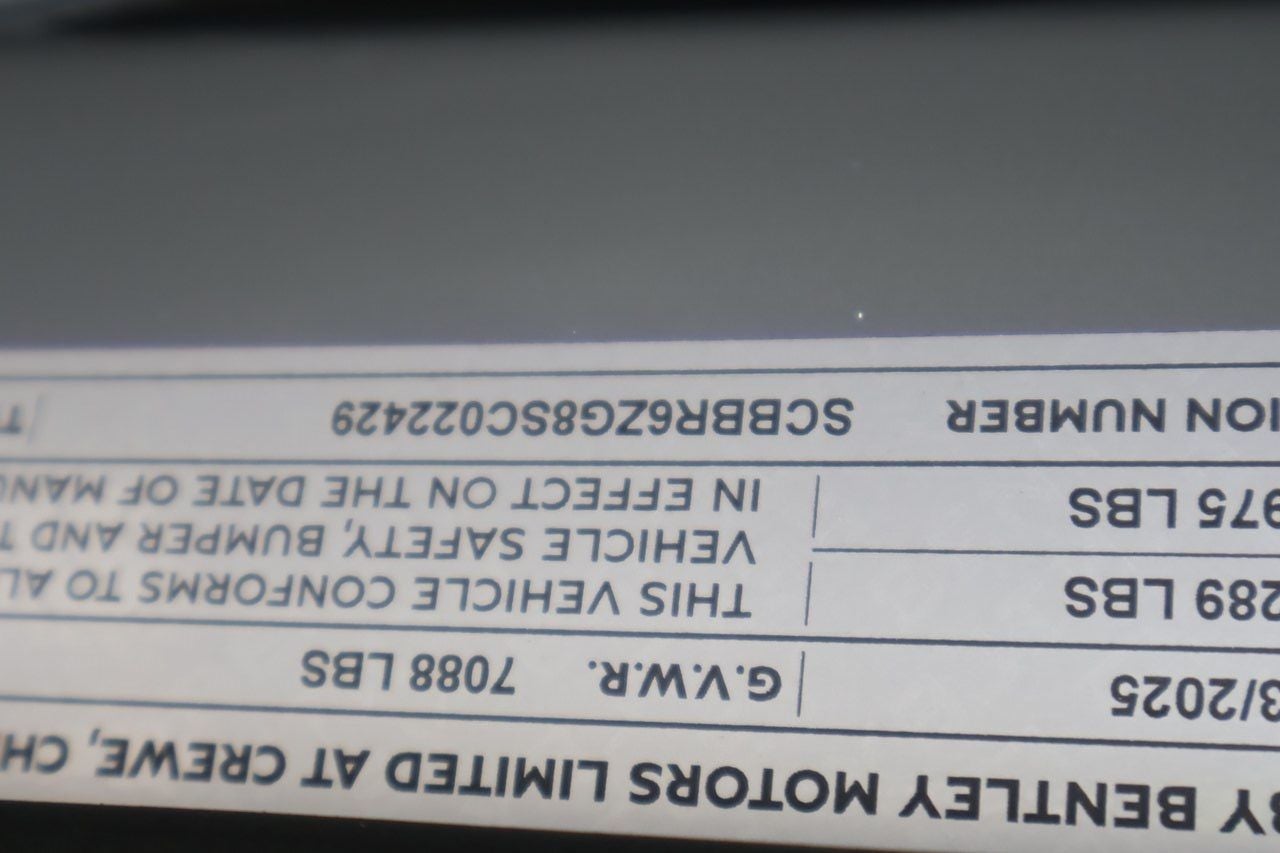 BY BENTLEY MOTORS LIMITED AT CREWE, CH
3/2025 G.V.W.R. 7088 LBS
289 LBS THIS VEHICLE CONFORMS TO AL
VEHICLE SAFETY, BUMPER AND T
975 LBS IN EFFECT ON THE DATE OF MANU
ION NUMBER SCBBR6ZG8SC022429 T